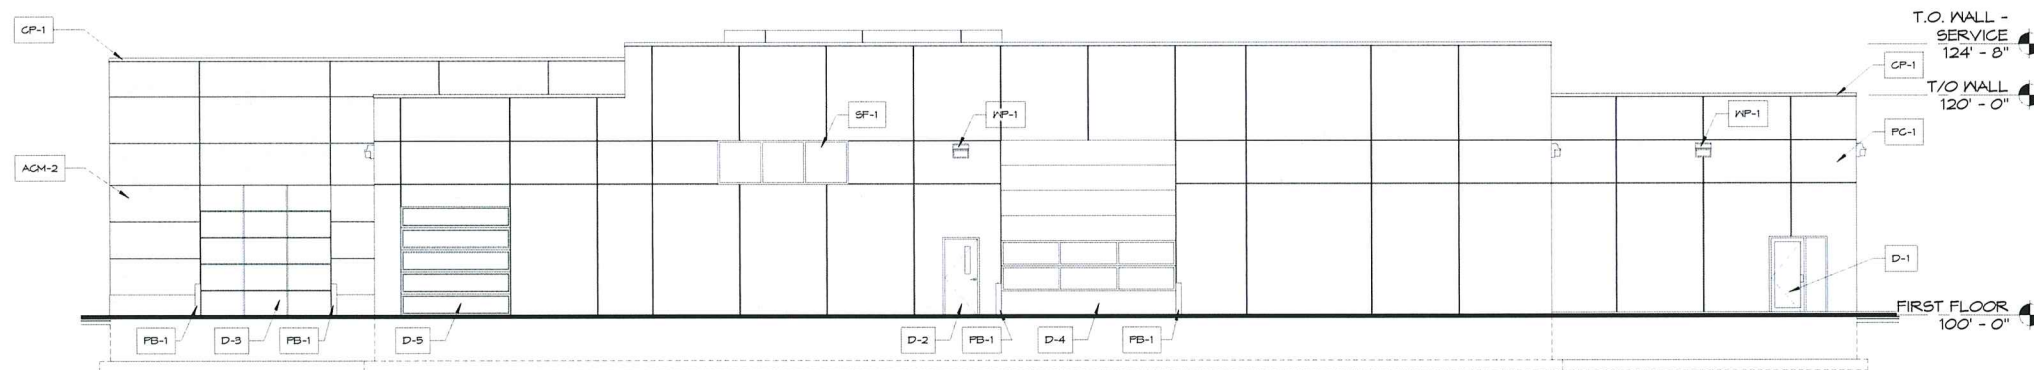 CP-1
T.O. WALL -
SERVICE
124' - 8"
CP-1
T/O WALL
120' - 0"
SF-1
WP-1
WP-1
PC-1
ACM-2
D-1
FIRST FLOOR
100' - 0"
PB-1
D-3
PB-1
D-5
D-2
PB-1
D-4
PB-1